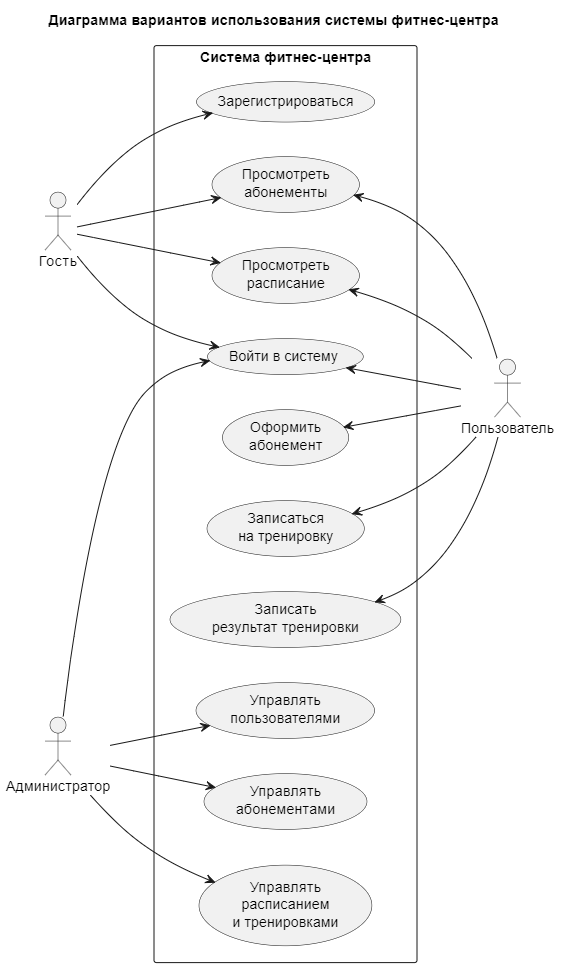 Диаграмма вариантов использования системы фитнес-центра
Система фитнес-центра
Зарегистрироваться
Просмотреть
абонементы
Гость
Просмотреть
расписание
Войти в систему
Пользователь
Оформить
абонемент
Записаться
на тренировку
Записать
результат тренировки
Управлять
пользователями
Администратор
Управлять
абонементами
Управлять
расписанием
и тренировками